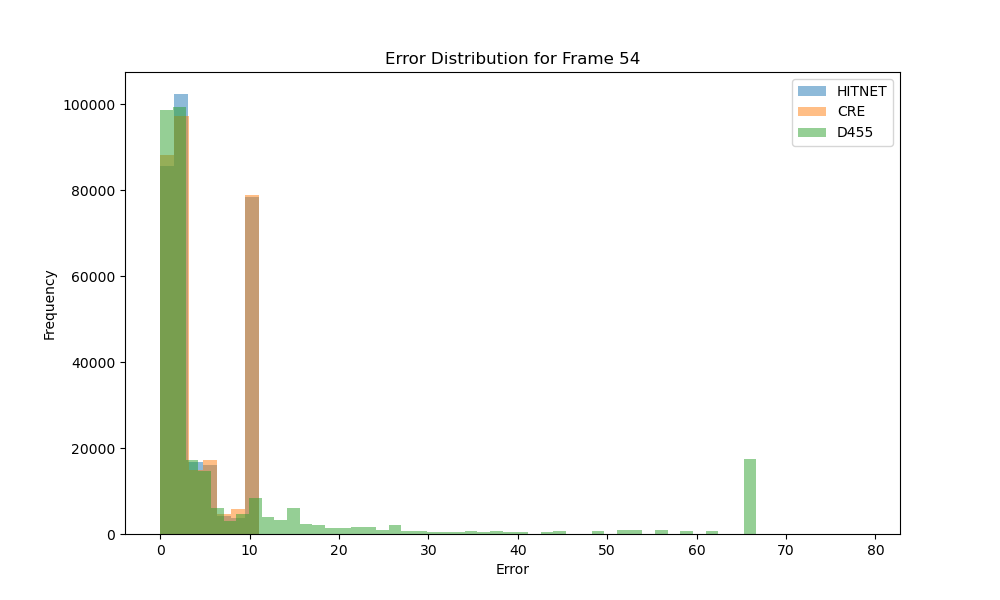 Error Distribution for Frame 54
HITNET
CRE
D455
100000
80000
60000
40000
20000
0
Frequency
0 10 20 30 40 50 60 70 80
Error